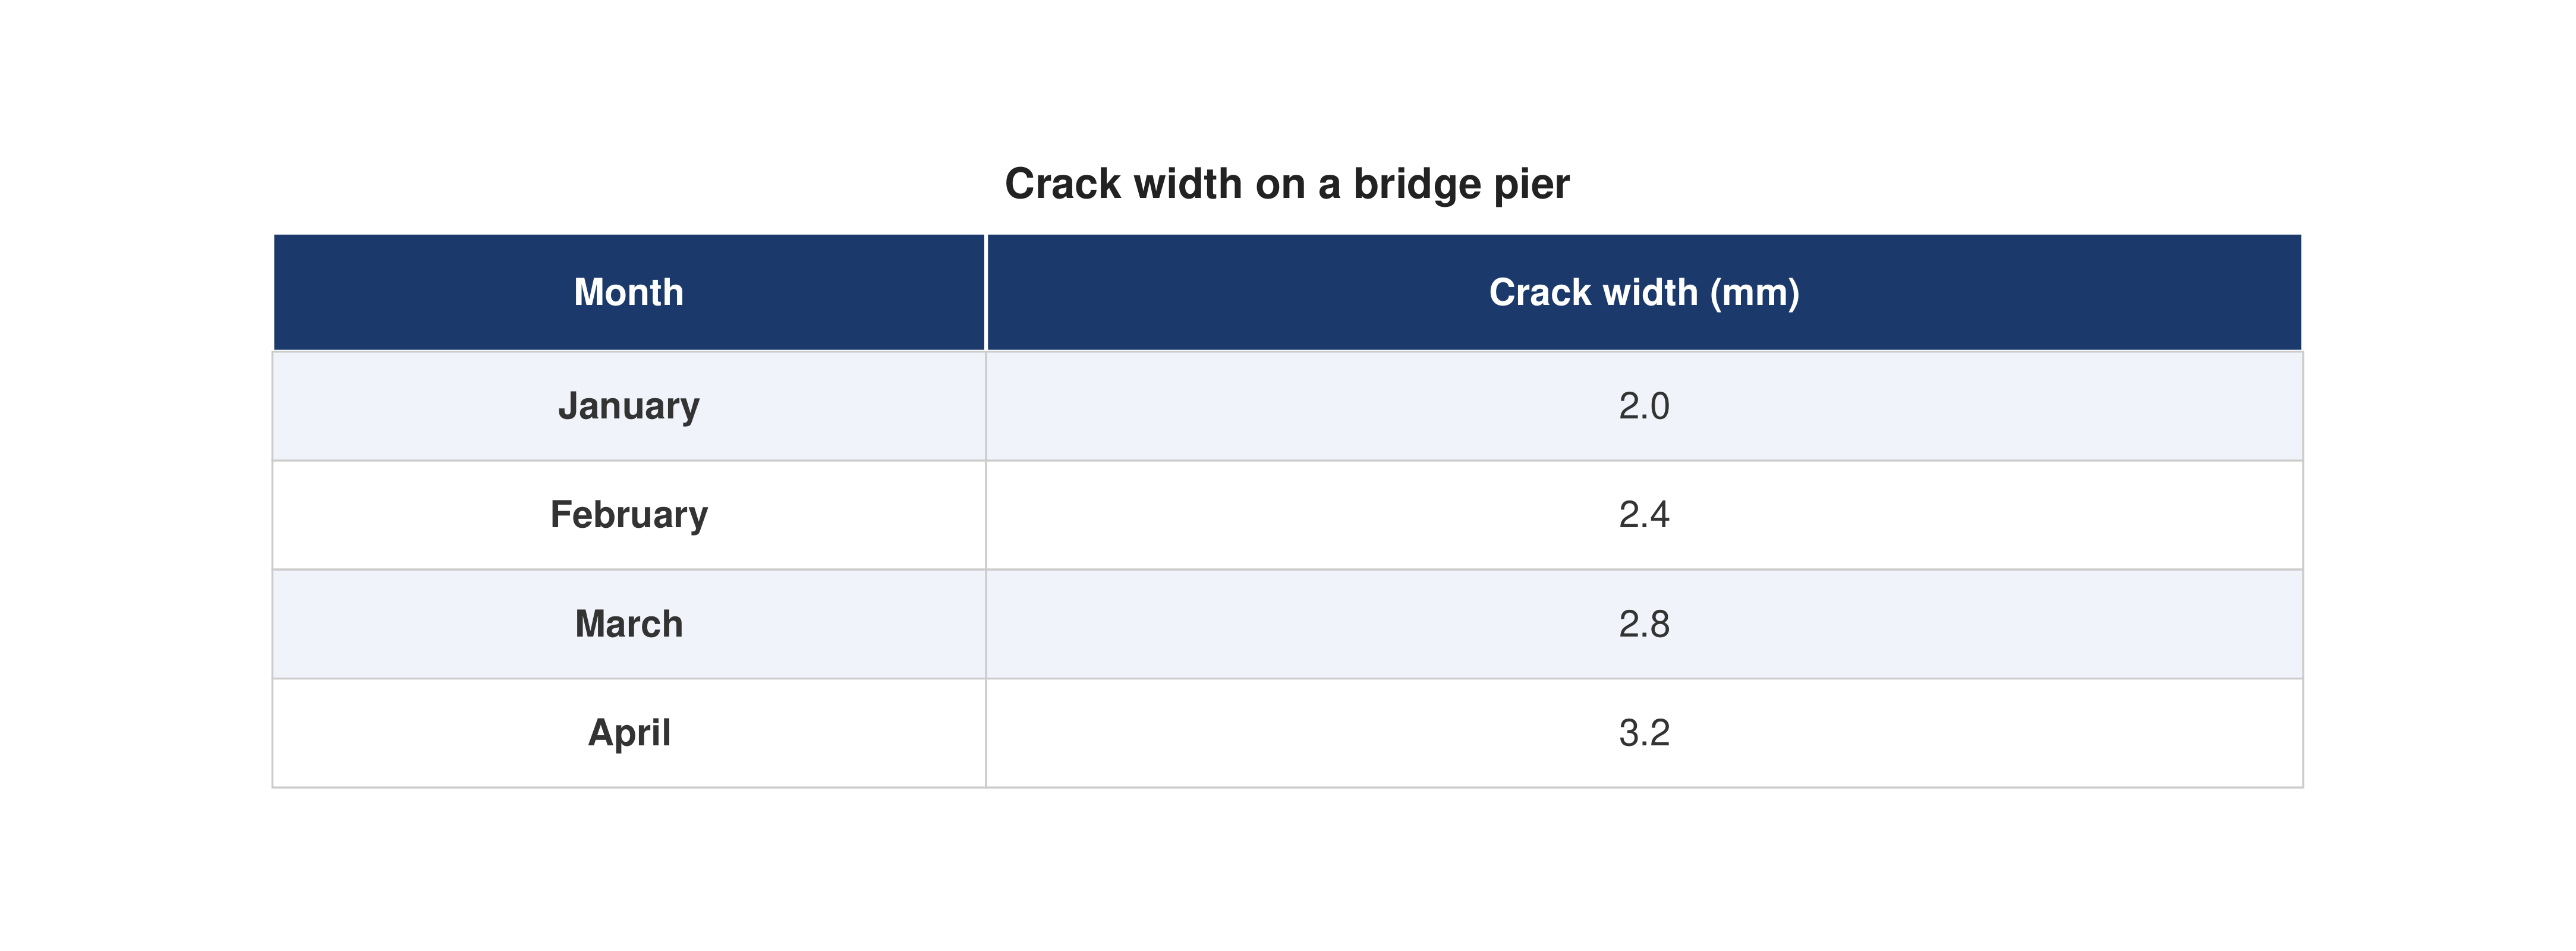 Crack width on a bridge pier
Month Crack width (mm)
January 2.0
February 2.4
March 2.8
April 3.2